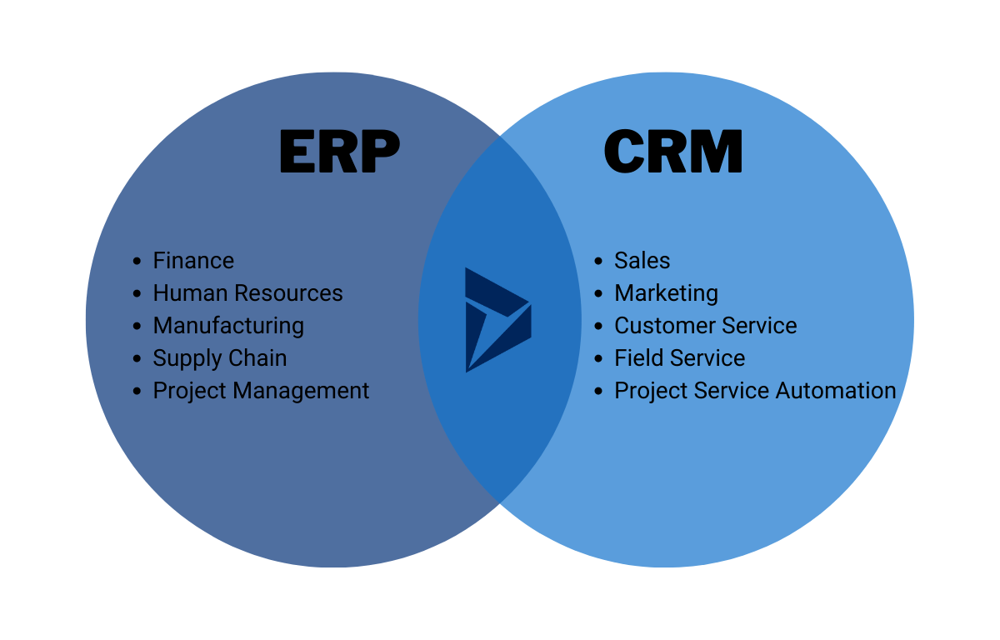 ERP
• Finance
• Human Resources
• Manufacturing
• Supply Chain
• Project Management
CRM
• Sales
• Marketing
• Customer Service
• Field Service
• Project Service Automation